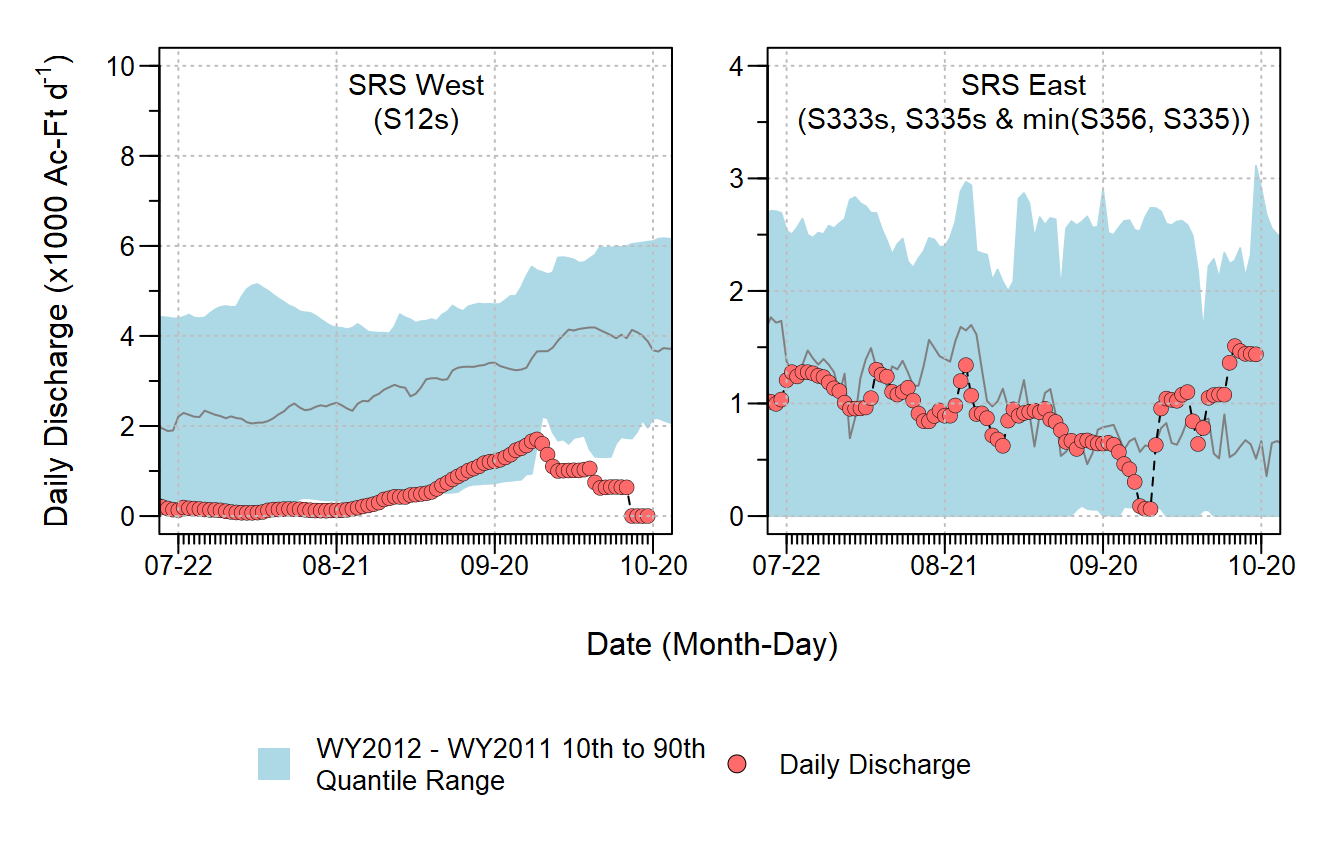 Daily Discharge (x1000 Ac-Ft d⁻¹)
SRS West
(S12s)
10
8
6
4
2
0
07-22 08-21 09-20 10-20
SRS East
(S333s, S335s & min(S356, S335))
4
3
2
1
0
07-22 08-21 09-20 10-20
Date (Month-Day)
WY2012 - WY2011 10th to 90th
Quantile Range
Daily Discharge